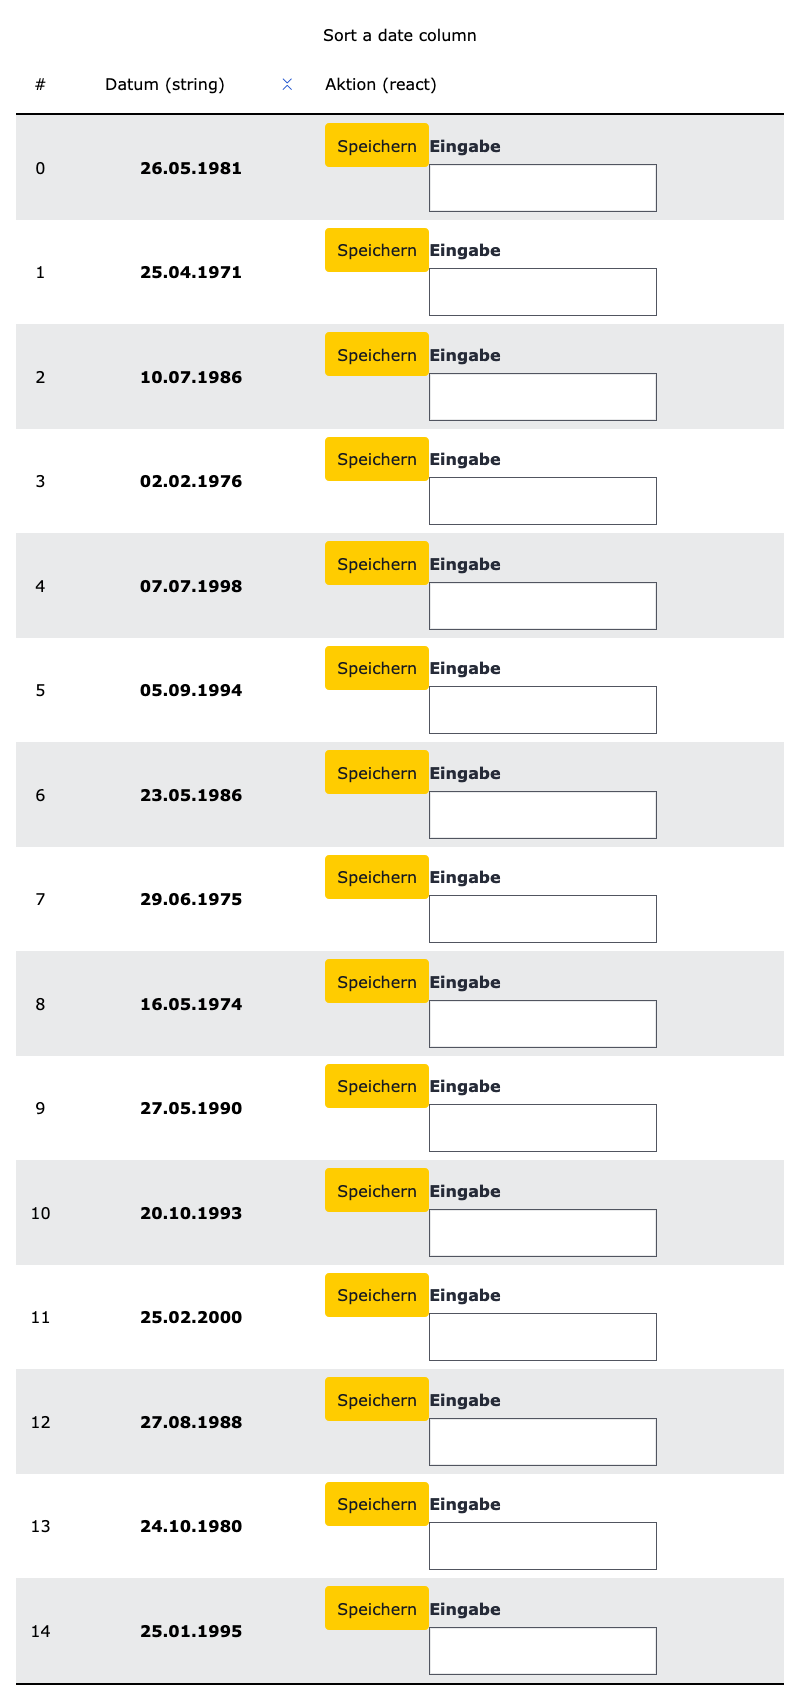 Sort a date column
# Datum (string) Aktion (react)
0 26.05.1981 Speichern Eingabe
1 25.04.1971 Speichern Eingabe
2 10.07.1986 Speichern Eingabe
3 02.02.1976 Speichern Eingabe
4 07.07.1998 Speichern Eingabe
5 05.09.1994 Speichern Eingabe
6 23.05.1986 Speichern Eingabe
7 29.06.1975 Speichern Eingabe
8 16.05.1974 Speichern Eingabe
9 27.05.1990 Speichern Eingabe
10 20.10.1993 Speichern Eingabe
11 25.02.2000 Speichern Eingabe
12 27.08.1988 Speichern Eingabe
13 24.10.1980 Speichern Eingabe
14 25.01.1995 Speichern Eingabe